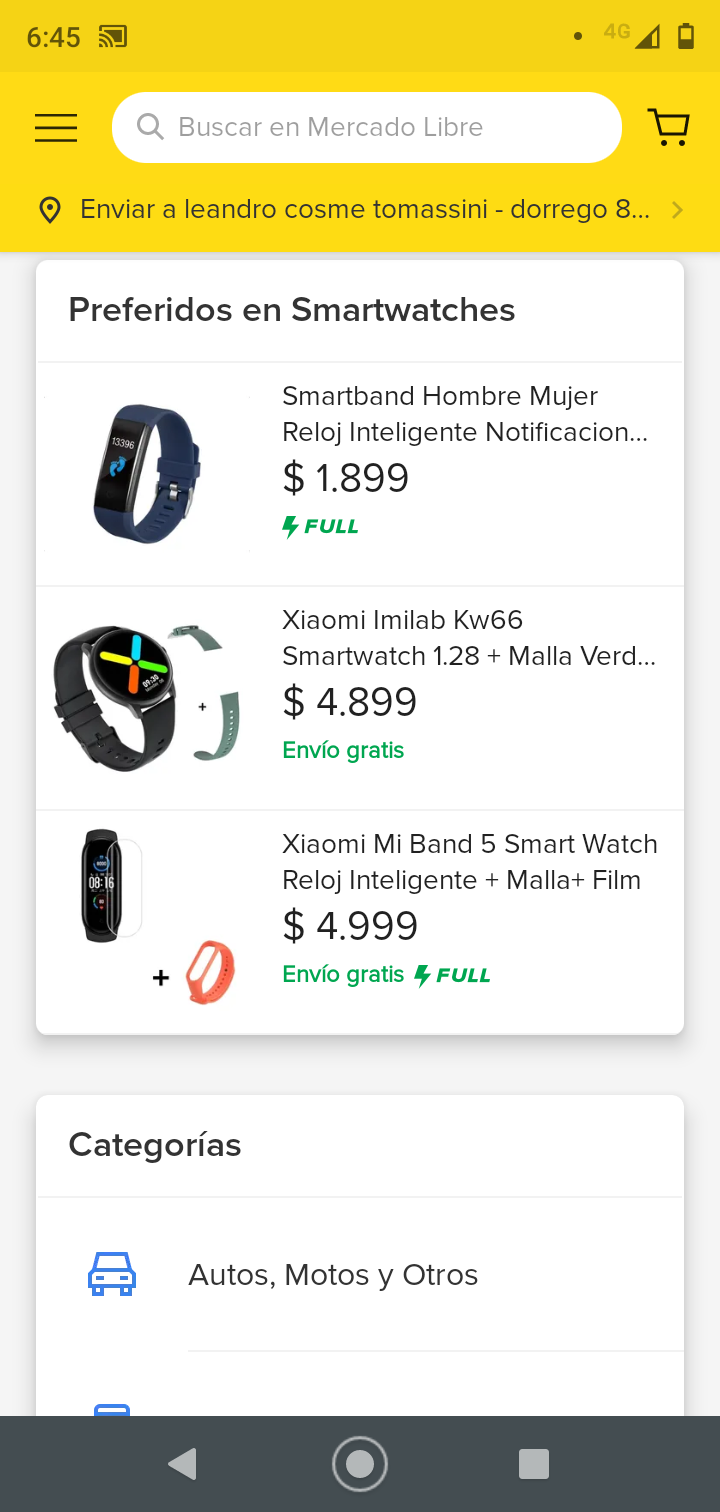 6:45
4G
Buscar en Mercado Libre
Enviar a leandro cosme tomassini - dorrego 8...
Preferidos en Smartwatches
13396
Smartband Hombre Mujer
Reloj Inteligente Notificacion...
$ 1.899
FULL
09:30
Xiaomi Imilab Kw66
Smartwatch 1.28 + Malla Verd...
$ 4.899
Envío gratis
+
08:16
+
Xiaomi Mi Band 5 Smart Watch
Reloj Inteligente + Malla+ Film
$ 4.999
Envío gratis FULL
Categorías
Autos, Motos y Otros